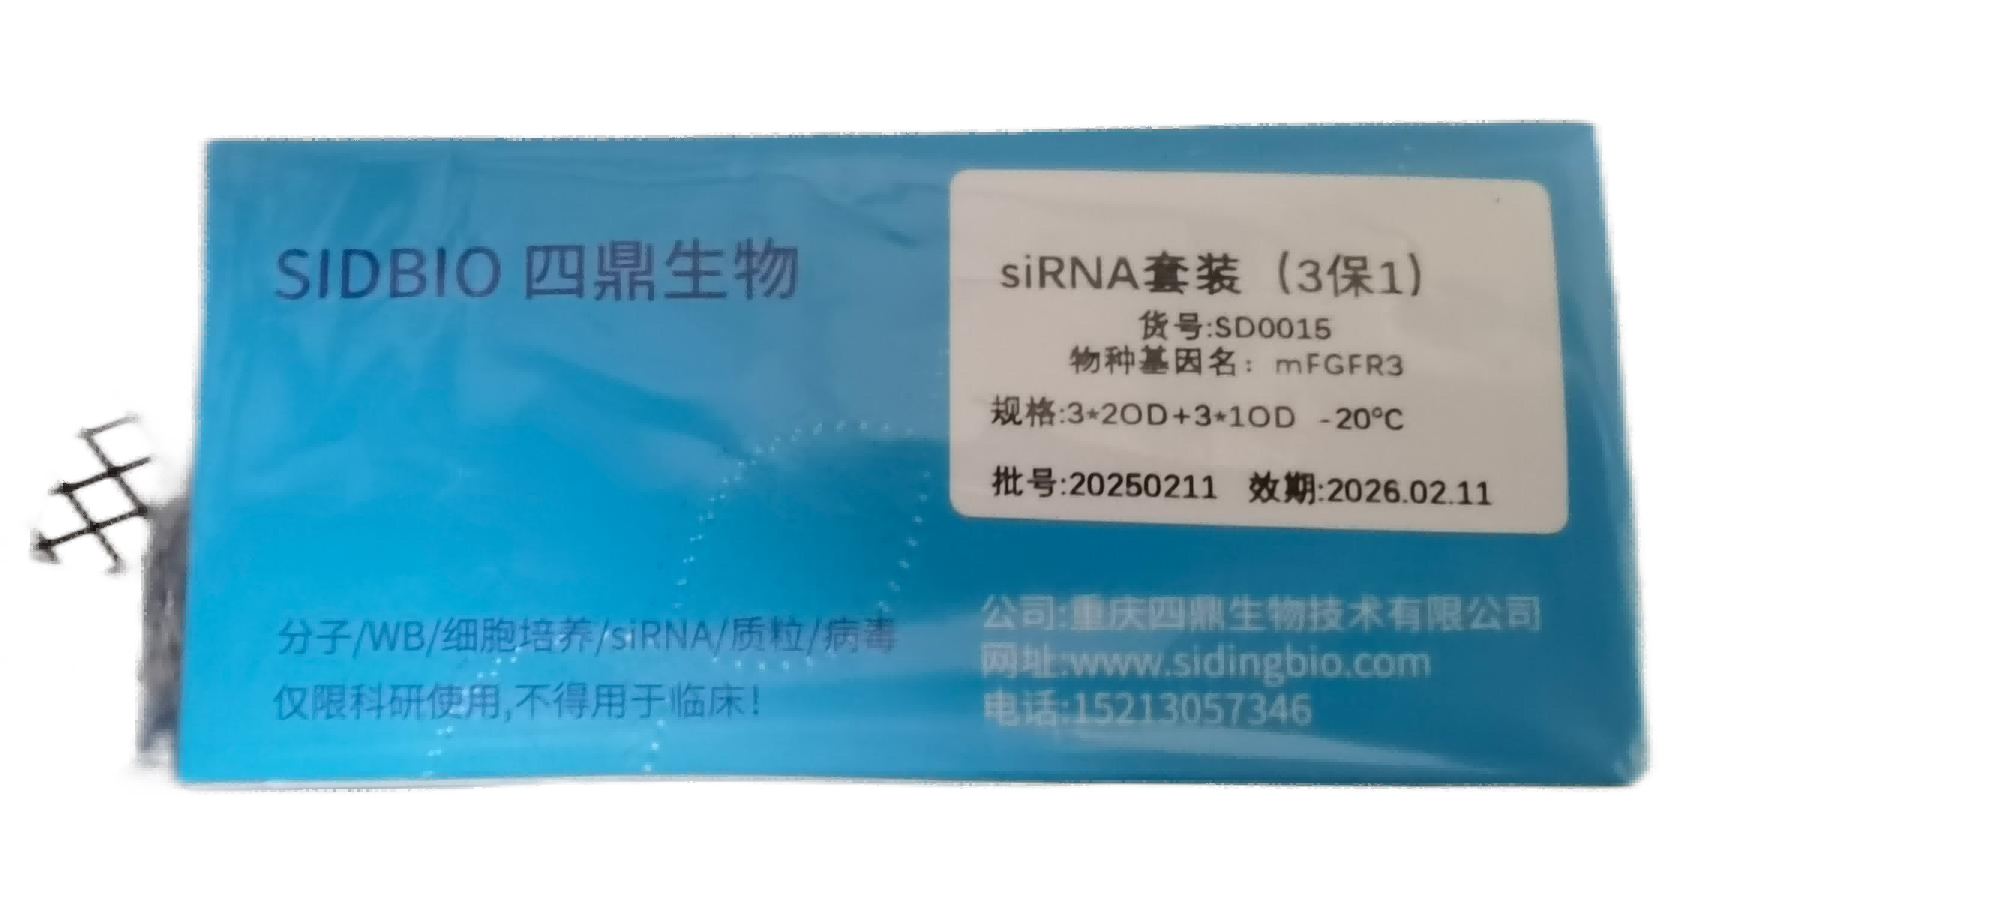 SIDBIO 四鼎生物
siRNA套装（3保1）
货号:SD0015
物种基因名：mFGFR3
规格:3*2OD+3*1OD -20°C
批号:20250211 效期:2026.02.11
分子/WB/细胞培养/siRNA/质粒/病毒
仅限科研使用,不得用于临床!
公司:重庆四鼎生物技术有限公司
网址:www.sidingbio.com
电话:15213057346